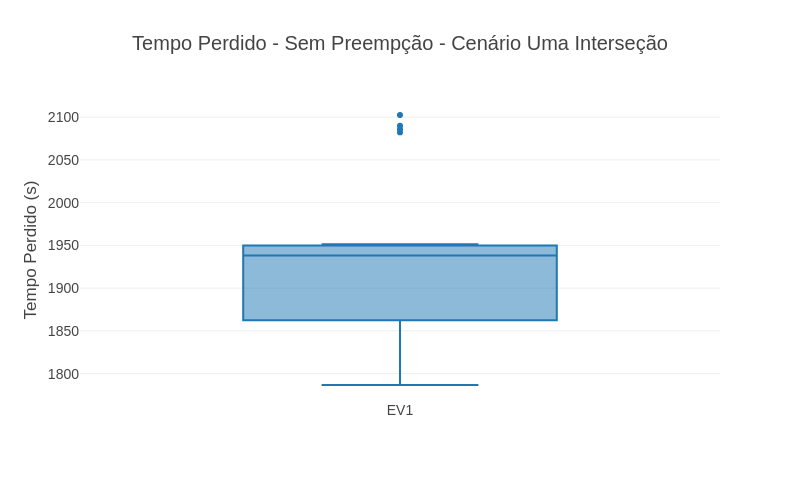 Tempo Perdido - Sem Preempção - Cenário Uma Interseção
Tempo Perdido (s)
2100
2050
2000
1950
1900
1850
1800
EV1